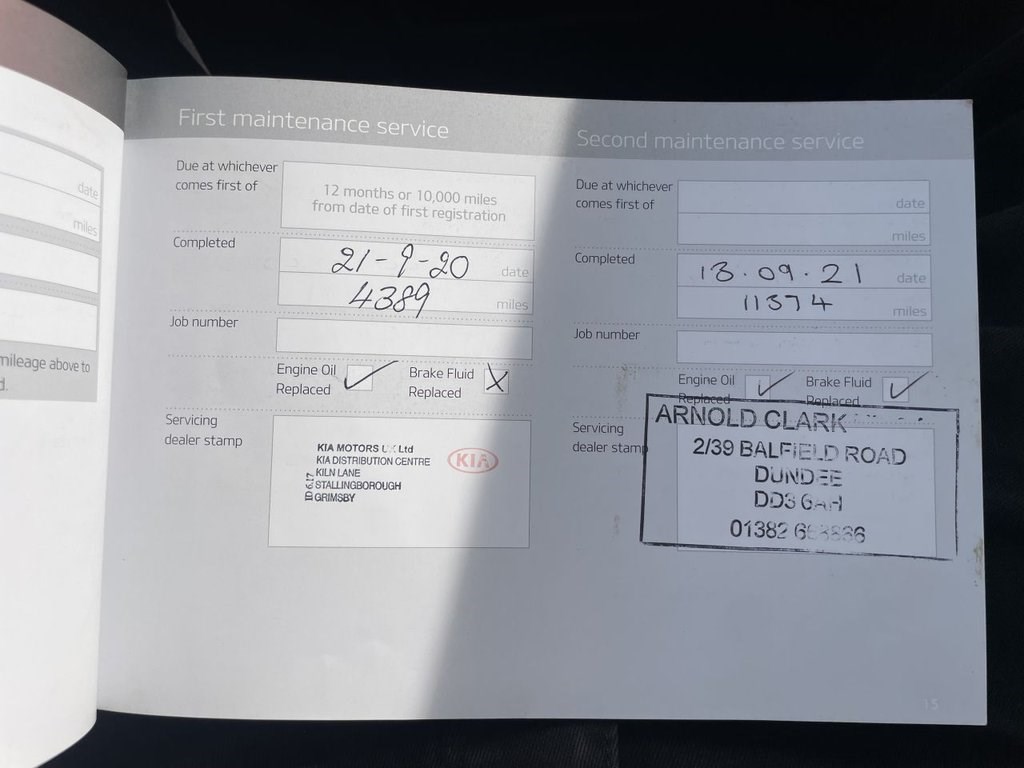 date
miles
mileage above to
First maintenance service
Due at whichever
comes first of
12 months or 10,000 miles
from date of first registration
Completed
21-9-20 date
4389 miles
Job number
Engine Oil
Replaced
Brake Fluid
Replaced
Servicing
dealer stamp
KIA MOTORS Ltd
KIA DISTRIBUTION CENTRE
KILN LANE
STALLINGBOROUGH
GRIMSBY
KIA
Second maintenance service
Due at whichever
comes first of
date
miles
Completed
13.09.21 date
11374 miles
Job number
Engine Oil
Replaced
Brake Fluid
Replaced
Servicing
dealer stamp
ARNOLD CLARK
2/39 BALFIELD ROAD
DUNDEE
DD3 6AH
01382